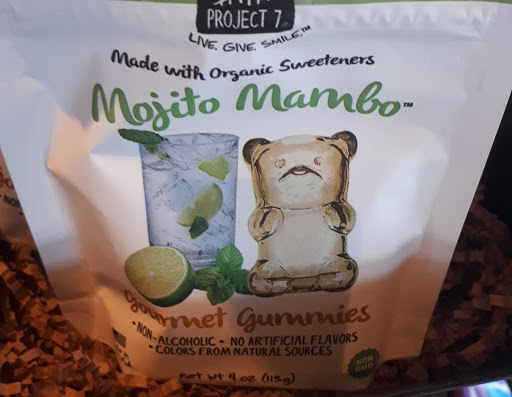 PROJECT 7
LIVE. GIVE. SMILE.™
Made with Organic Sweeteners
Mojito Mambo™
Gourmet Gummies
• NON-ALCOHOLIC • NO ARTIFICIAL FLAVORS
• COLORS FROM NATURAL SOURCES
NON
GMO
net wt 4 oz (113g)